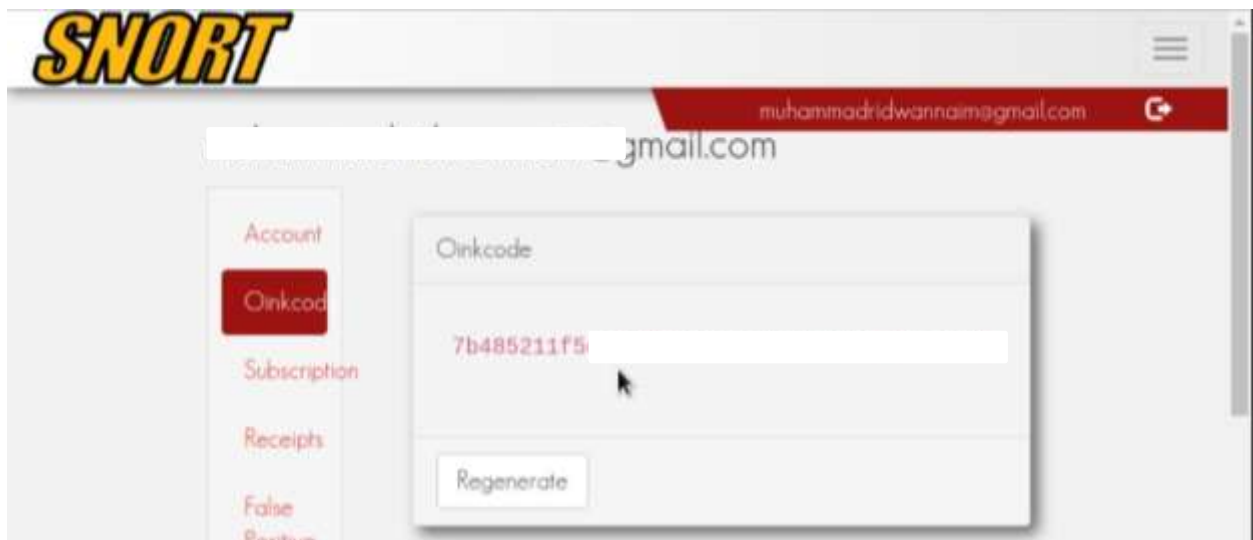 SNORT
muhammadridwannaim@gmail.com
@gmail.com
Account
Oinkcode
Oinkcod
7b485211f5
Subscription
Receipts
Regenerate
False